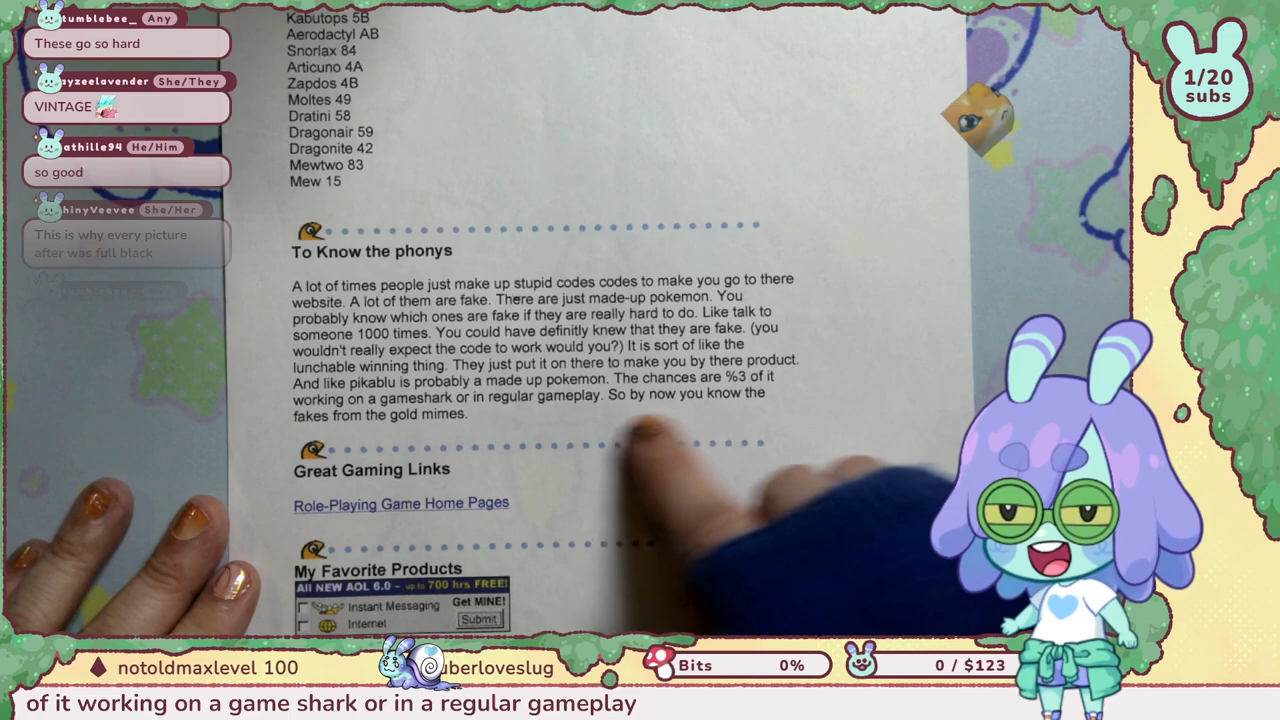 tumblebee_ Any
These go so hard
ayzeelavender She/They
VINTAGE
athille94 He/Him
so good
hinyVeevee She/Her
This is why every picture
after was full black
Kabutops 5B
Aerodactyl AB
Snorlax 84
Articuno 4A
Zapdos 4B
Moltes 49
Dratini 58
Dragonair 59
Dragonite 42
Mewtwo 83
Mew 15
To Know the phonys
A lot of times people just make up stupid codes codes to make you go to there
website. A lot of them are fake. There are just made-up pokemon. You
probably know which ones are fake if they are really hard to do. Like talk to
someone 1000 times. You could have definitly knew that they are fake. (you
wouldn't really expect the code to work would you?) It is sort of like the
lunchable winning thing. They just put it on there to make you by there product.
And like pikablu is probably a made up pokemon. The chances are %3 of it
working on a gameshark or in regular gameplay. So by now you know the
fakes from the gold mimes.
Great Gaming Links
Role-Playing Game Home Pages
My Favorite Products
All NEW AOL 6.0 - up to 700 hrs FREE!
Instant Messaging
Get MINE!
Internet
Submit
1/20
subs
notoldmaxlevel 100
berloveslug
Bits 0%
0 / $123
of it working on a game shark or in a regular gameplay